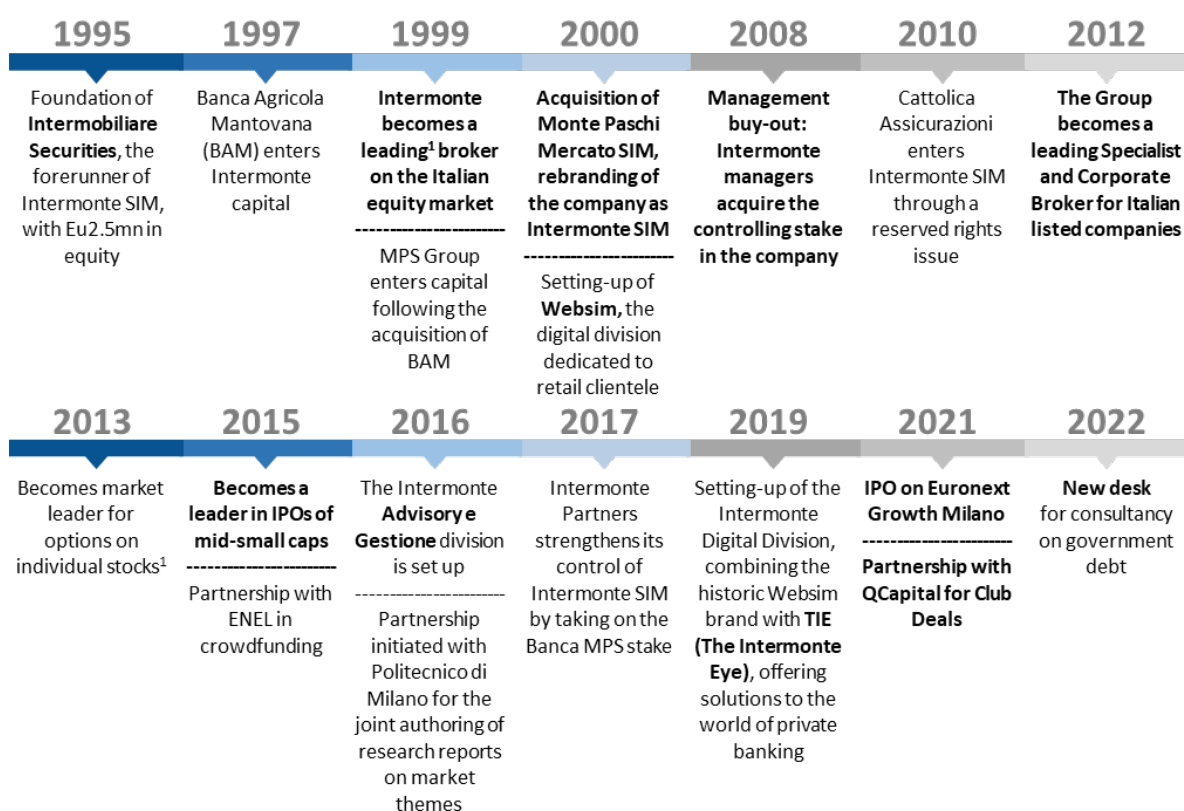 1995
Foundation of
Intermobiliare
Securities, the
forerunner of
Intermonte SIM,
with Eu2.5mn in
equity
1997
Banca Agricola
Mantovana
(BAM) enters
Intermonte
capital
1999
Intermonte
becomes a
leading¹ broker
on the Italian
equity market
------------------------
MPS Group
enters capital
following the
acquisition of
BAM
2000
Acquisition of
Monte Paschi
Mercato SIM,
rebranding of
the company as
Intermonte SIM
------------------------
Setting-up of
Websim, the
digital division
dedicated to
retail clientele
2008
Management
buy-out:
Intermonte
managers
acquire the
controlling stake
in the company
2010
Cattolica
Assicurazioni
enters
Intermonte SIM
through a
reserved rights
issue
2012
The Group
becomes a
leading Specialist
and Corporate
Broker for Italian
listed companies
2013
Becomes market
leader for
options on
individual stocks¹
2015
Becomes a
leader in IPOs of
mid-small caps
------------------------
Partnership with
ENEL in
crowdfunding
2016
The Intermonte
Advisory e
Gestione division
is set up
------------------------
Partnership
initiated with
Politecnico di
Milano for the
joint authoring of
research reports
on market
themes
2017
Intermonte
Partners
strengthens its
control of
Intermonte SIM
by taking on the
Banca MPS stake
2019
Setting-up of the
Intermonte
Digital Division,
combining the
historic Websim
brand with TIE
(The Intermonte
Eye), offering
solutions to the
world of private
banking
2021
IPO on Euronext
Growth Milano
------------------------
Partnership with
QCapital for Club
Deals
2022
New desk
for consultancy
on government
debt